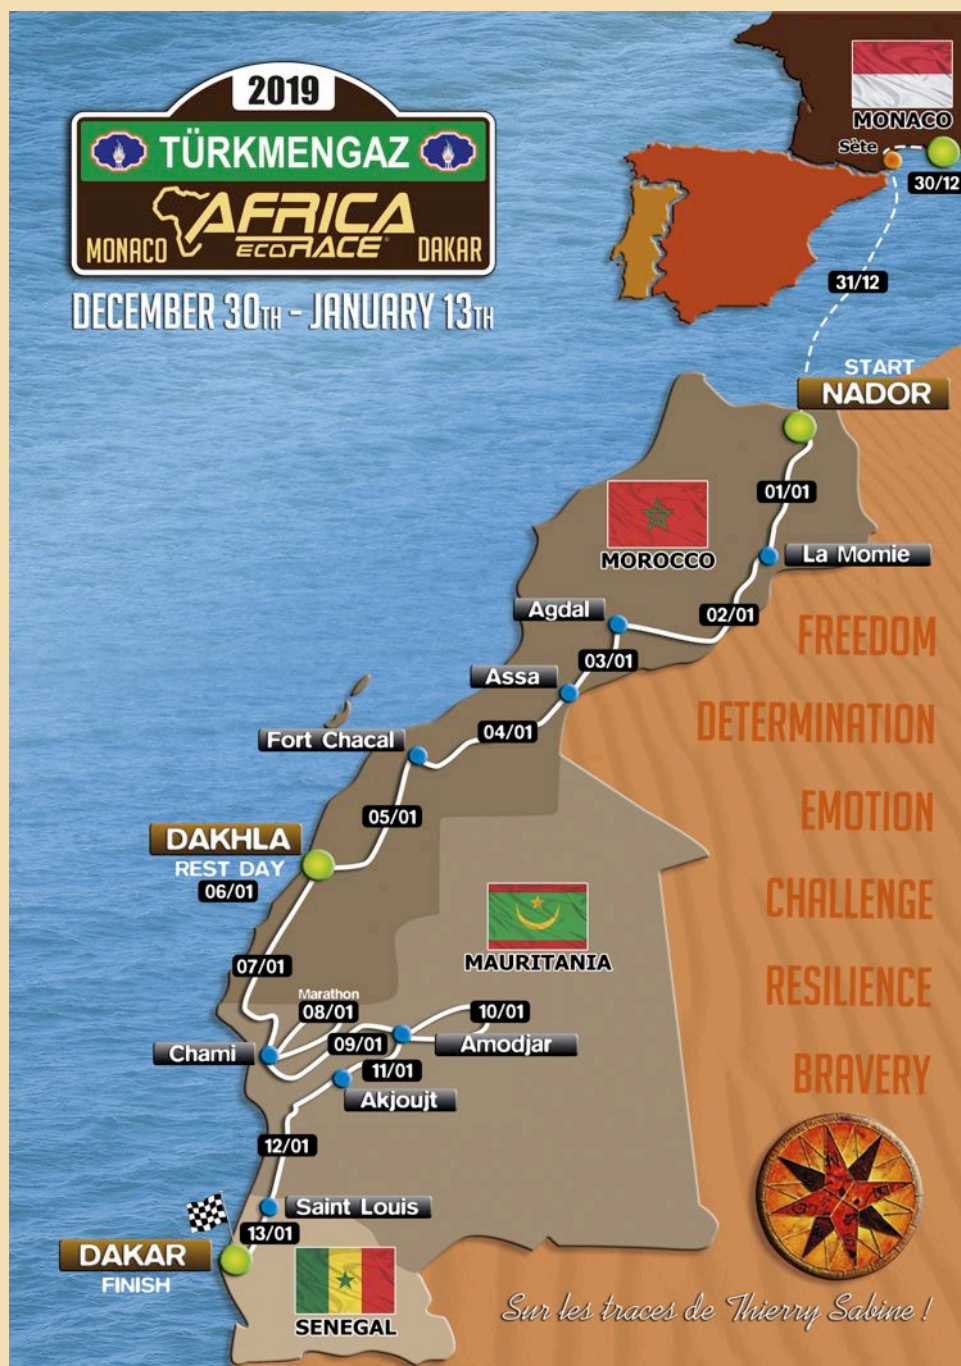 2019
TÜRKMENGAZ
AFRICA
ECORACE
MONACO
DAKAR
DECEMBER 30TH - JANUARY 13TH
MONACO
Sète
30/12
31/12
START
NADOR
01/01
MOROCCO
La Momie
Agdal
02/01
03/01
Assa
04/01
Fort Chacal
05/01
DAKHLA
REST DAY
06/01
07/01
MAURITANIA
Marathon
08/01
10/01
09/01
Chami
Amodjar
11/01
Akjoujt
12/01
Saint Louis
13/01
DAKAR
FINISH
SENEGAL
FREEDOM
DETERMINATION
EMOTION
CHALLENGE
RESILIENCE
BRAVERY
Sur les traces de Thierry Sabine !